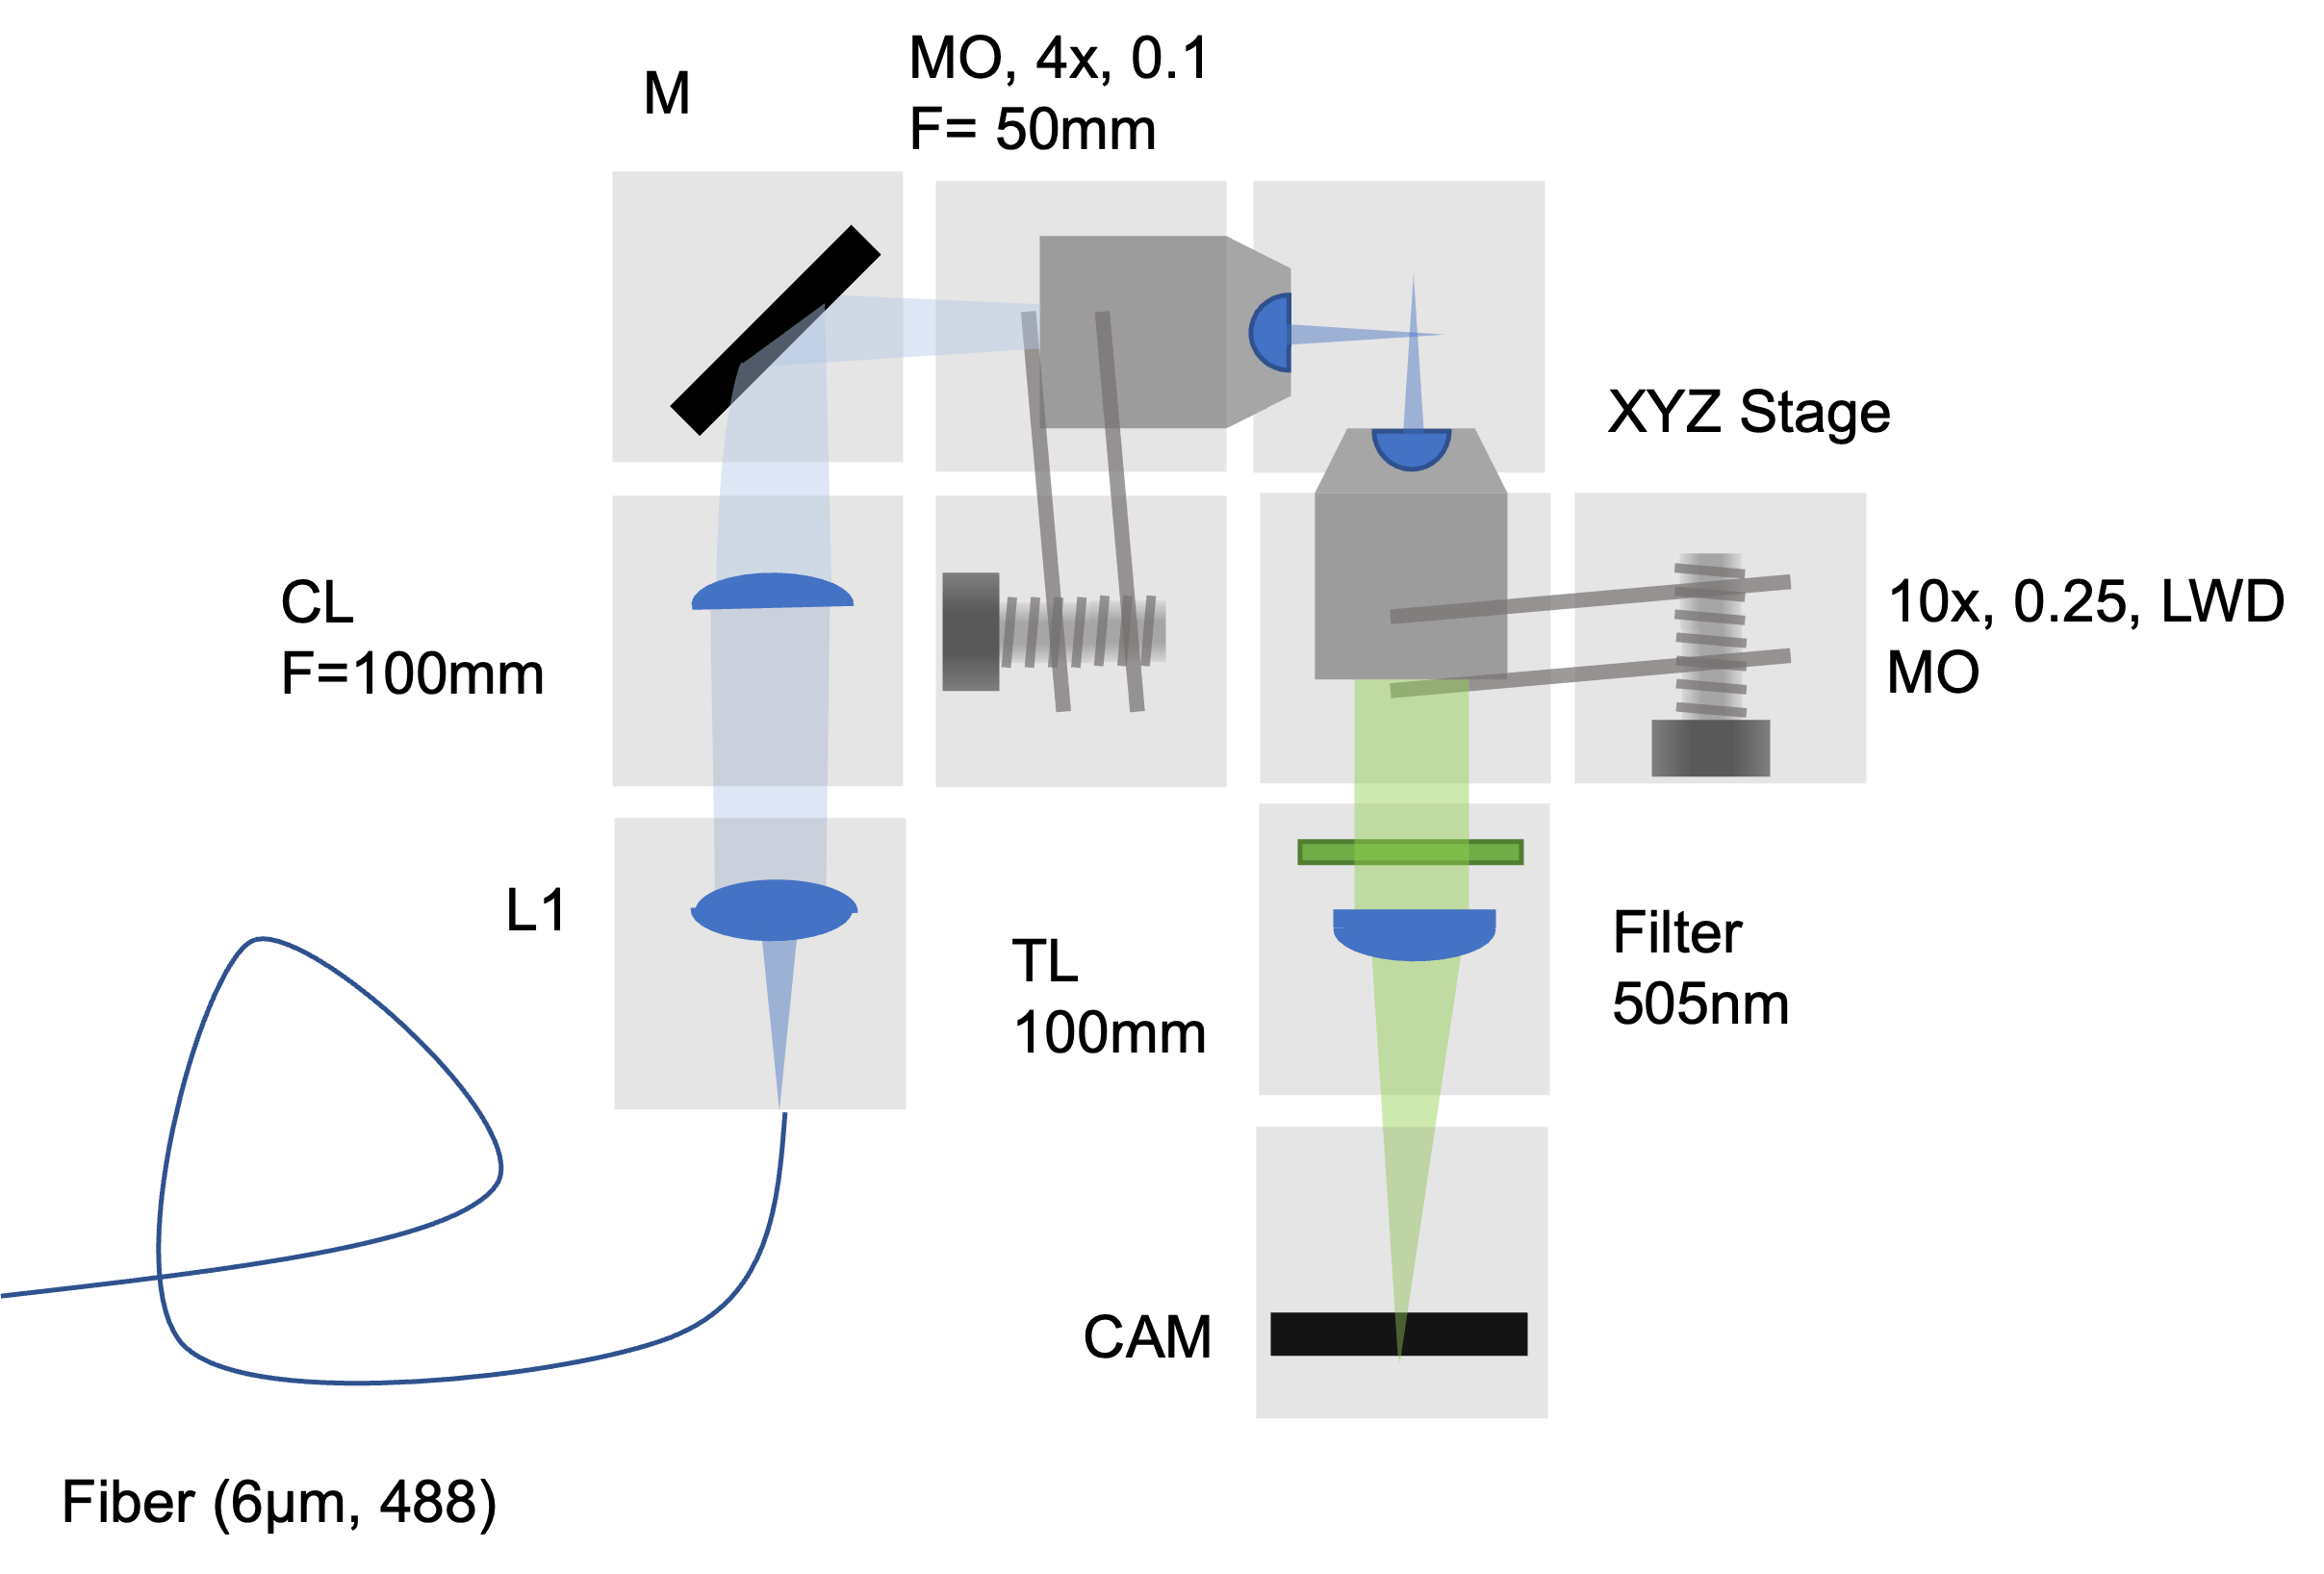 MO, 4x, 0.1
F= 50mm
M
XYZ Stage
CL
F=100mm
10x, 0.25, LWD
MO
L1
TL
100mm
Filter
505nm
CAM
Fiber (6µm, 488)